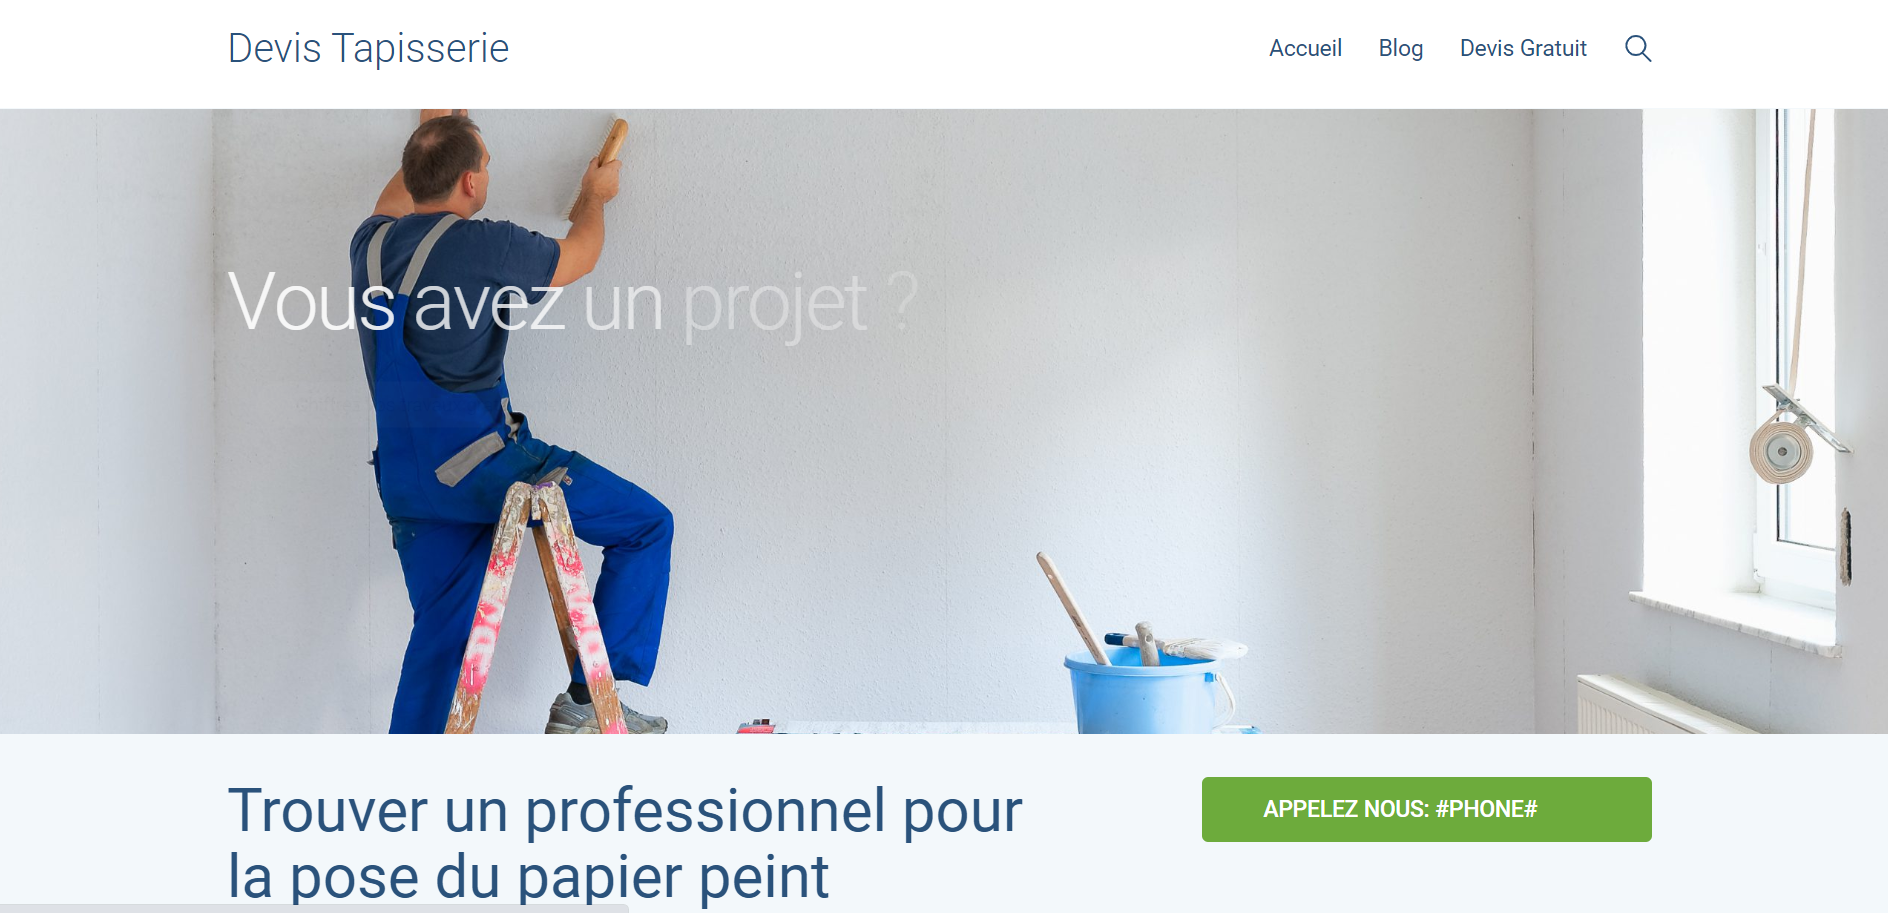 Devis Tapisserie
Accueil Blog Devis Gratuit
Vous avez un projet ?
Trouver un professionnel pour
la pose du papier peint
APPELEZ NOUS: #PHONE#